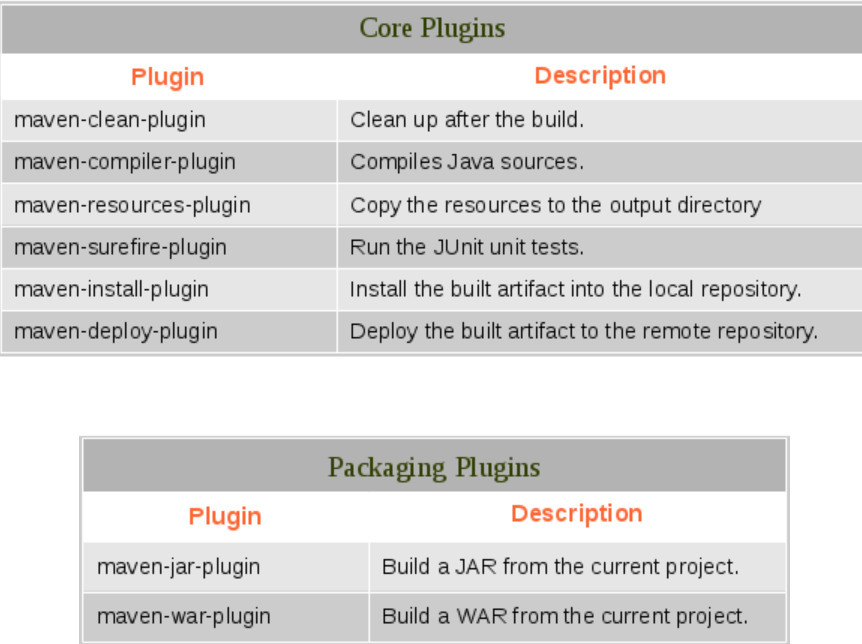 Core Plugins
Plugin Description
maven-clean-plugin Clean up after the build.
maven-compiler-plugin Compiles Java sources.
maven-resources-plugin Copy the resources to the output directory
maven-surefire-plugin Run the JUnit unit tests.
maven-install-plugin Install the built artifact into the local repository.
maven-deploy-plugin Deploy the built artifact to the remote repository.
Packaging Plugins
Plugin Description
maven-jar-plugin Build a JAR from the current project.
maven-war-plugin Build a WAR from the current project.